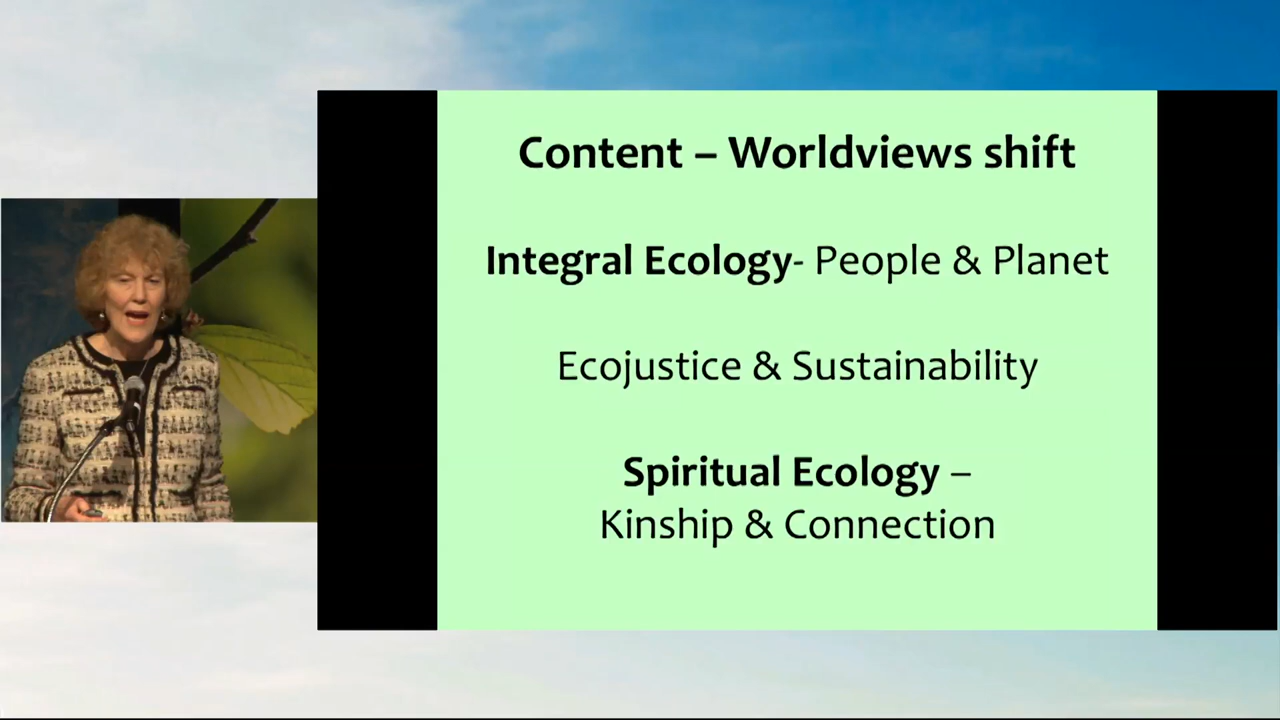 Content – Worldviews shift
Integral Ecology- People & Planet
Ecojustice & Sustainability
Spiritual Ecology –
Kinship & Connection